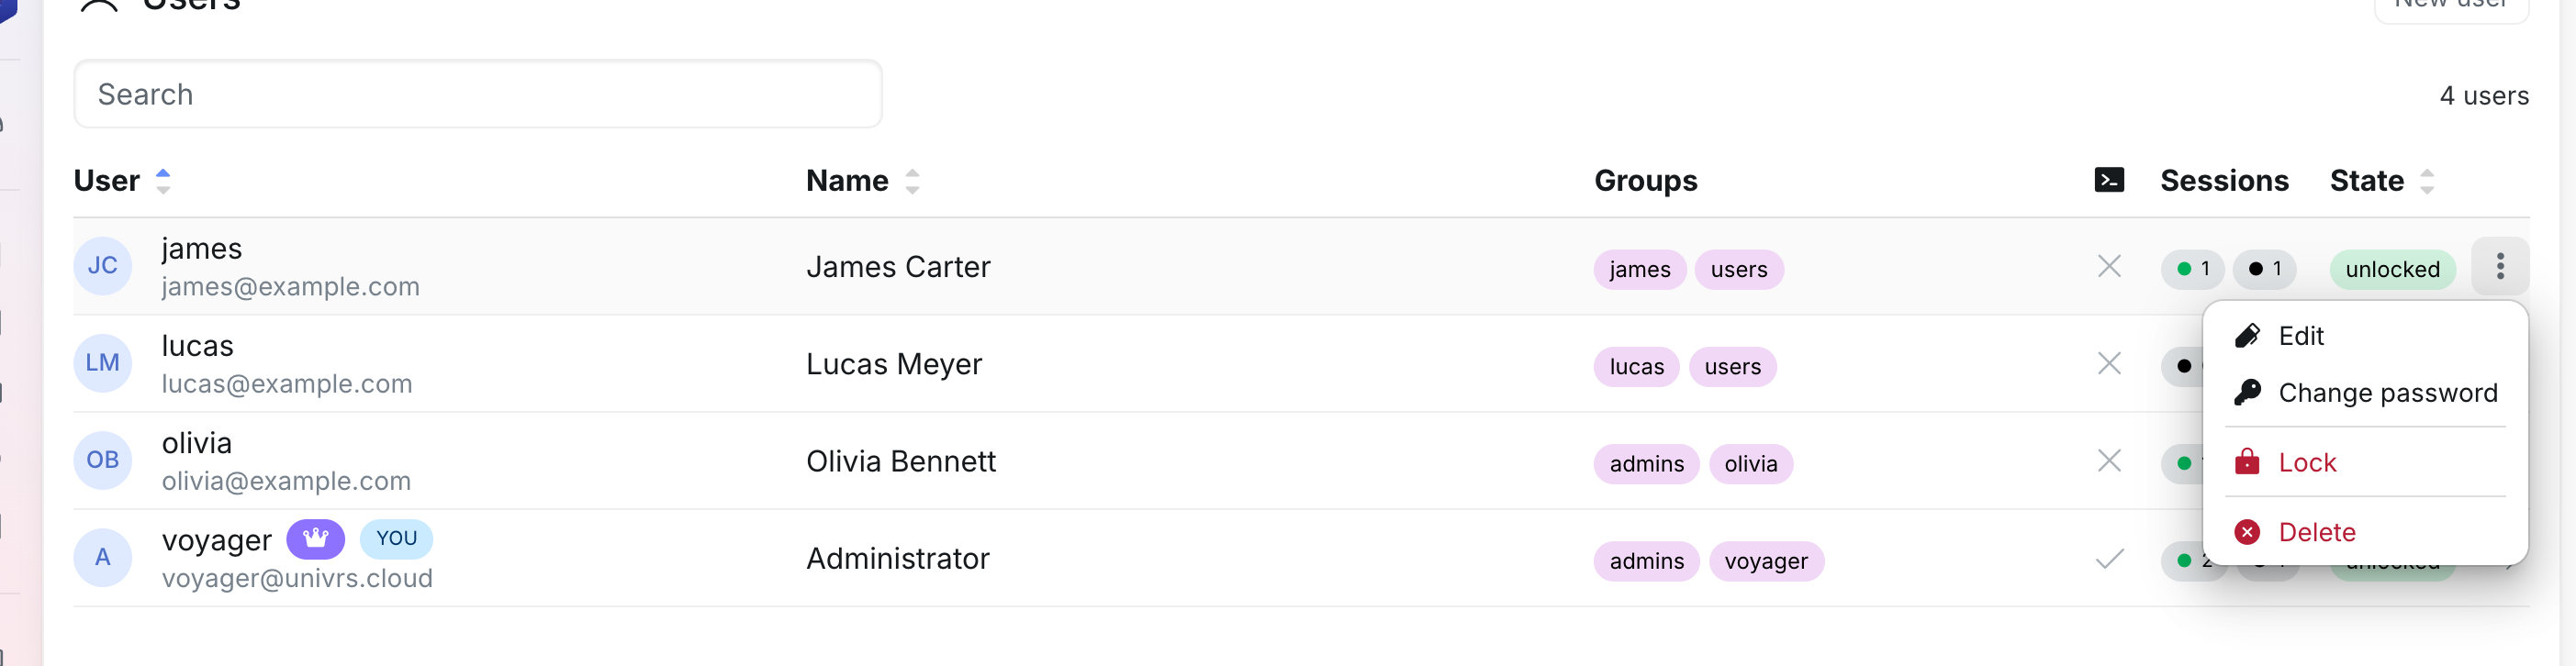 Users
New user
Search
4 users
User Name Groups Sessions State
JC james James Carter james users 1 1 unlocked
james@example.com
Edit
LM lucas Lucas Meyer lucas users
lucas@example.com
Change password
OB olivia Olivia Bennett admins olivia
olivia@example.com
Lock
Delete
A voyager YOU Administrator admins voyager 2 unlocked
voyager@univrs.cloud